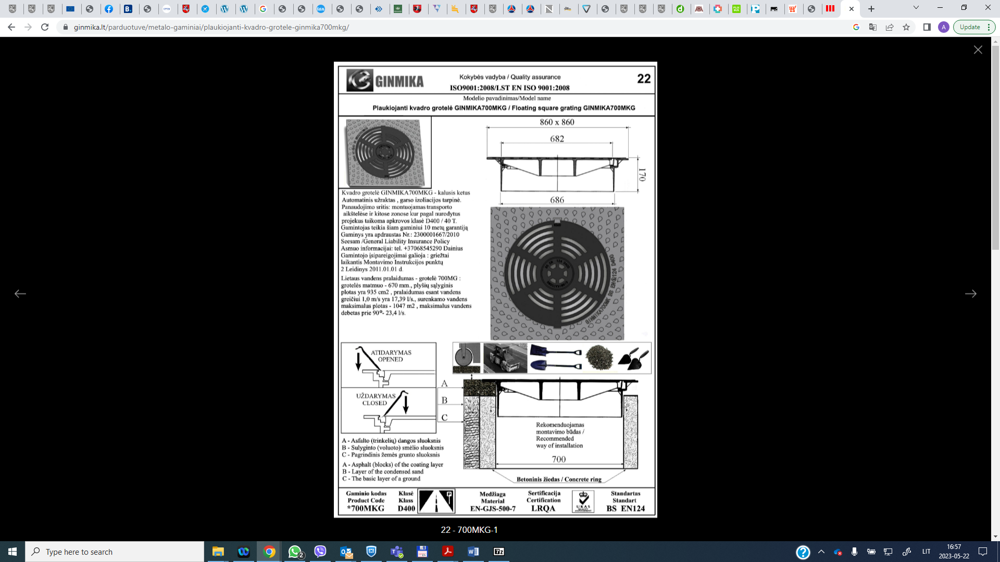 ginmika.lt/parduotuve/metalo-gaminiai/plaukiojanti-kvadro-grotele-ginmika700mkg/
A
Update
GINMIKA
Kokybės vadyba / Quality assurance
ISO9001:2008/LST EN ISO 9001:2008
22
Modelio pavadinimas/Model name
Plaukiojanti kvadro grotelė GINMIKA700MKG / Floating square grating GINMIKA700MKG
860 x 860
682
170
686
Kvadro grotelė GINMIKA700MKG - kalusis ketus
Automatinis užraktas , garso izoliacijos tarpinė.
Panaudojimo sritis: montuojamas transporto
aikštelėse ir kitose zonose kur pagal nurodytus
projekus taikoma apkrovos klasė D400 / 40 T.
Gamintojas teikia šiam gaminiui 10 metų garantiją
Gaminys yra apdraustas Nr.: 2300001667/2010
Seesam /General Liability Insurance Policy
Asmuo informacijai: tel. +37068545290 Dainius
Gamintojo įsipareigojimai galioja : griežtai
laikantis Montavimo Instrukcijos punktų
2 Leidinys 2011.01.01 d.
Lietaus vandens pralaidumas - grotelė 700MG :
grotelės matmuo - 670 mm., plyšių sąlyginis
plotas yra 935 cm2 , pralaidumas esant vandens
greičiui 1,0 m/s yra 17,39 l/s., surenkamo vandens
maksimalus plotas - 1047 m2 , maksimalus vandens
debetas prie 90°- 23,4 l/s.
BS EN124 D400
ATIDARYMAS
OPENED
UŽDARYMAS
CLOSED
A
B
C
A - Asfalto (trinkelių) dangos sluoksnis
B - Sulyginto (voluoto) smėlio sluoksnis
C - Pagrindinis žemės grunto sluoksnis
A - Asphalt (blocks) of the coating layer
B - Layer of the condensed sand
C - The basic layer of a ground
Rekomenduojamas
montavimo būdas /
Recommended
way of installation
700
Betoninis žiedas / Concrete ring
Gaminio kodas
Product Code
*700MKG
Klasė
Klass
D400
P
Medžiaga
Material
EN-GJS-500-7
Sertificacija
Certification
LRQA
UKAS
Standartas
Standart
BS EN124
22 - 700MKG-1
Type here to search
2
LIT
16:57
2023-05-22